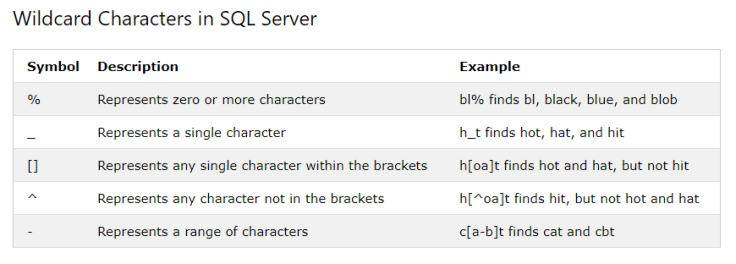 Wildcard Characters in SQL Server
Symbol Description Example
% Represents zero or more characters bl% finds bl, black, blue, and blob
_ Represents a single character h_t finds hot, hat, and hit
[] Represents any single character within the brackets h[oa]t finds hot and hat, but not hit
^ Represents any character not in the brackets h[^oa]t finds hit, but not hot and hat
- Represents a range of characters c[a-b]t finds cat and cbt